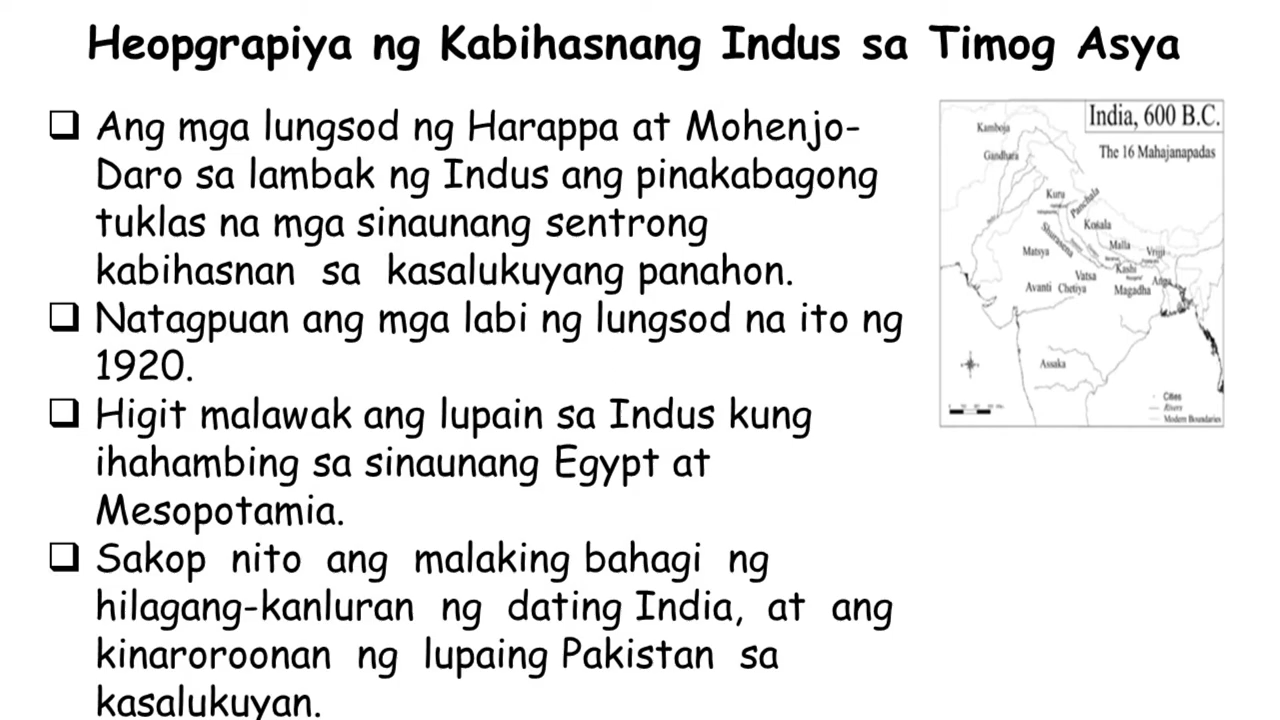 Heopgrapiya ng Kabihasnang Indus sa Timog Asya
Ang mga lungsod ng Harappa at Mohenjo-
Daro sa lambak ng Indus ang pinakabagong
tuklas na mga sinaunang sentrong
kabihasnan sa kasalukuyang panahon.
Natagpuan ang mga labi ng lungsod na ito ng
1920.
Higit malawak ang lupain sa Indus kung
ihahambing sa sinaunang Egypt at
Mesopotamia.
Sakop nito ang malaking bahagi ng
hilagang-kanluran ng dating India, at ang
kinaroroonan ng lupaing Pakistan sa
kasalukuyan.
India, 600 B.C.
The 16 Mahajanapadas
Kamboja
Gandhara
Kuru
Panchala
Kosala
Shurasena
Malla
Vrijji
Matsya
Vatsa
Kashi
Anga
Avanti
Chetiya
Magadha
Assaka
Cities
Rivers
Modern Boundaries